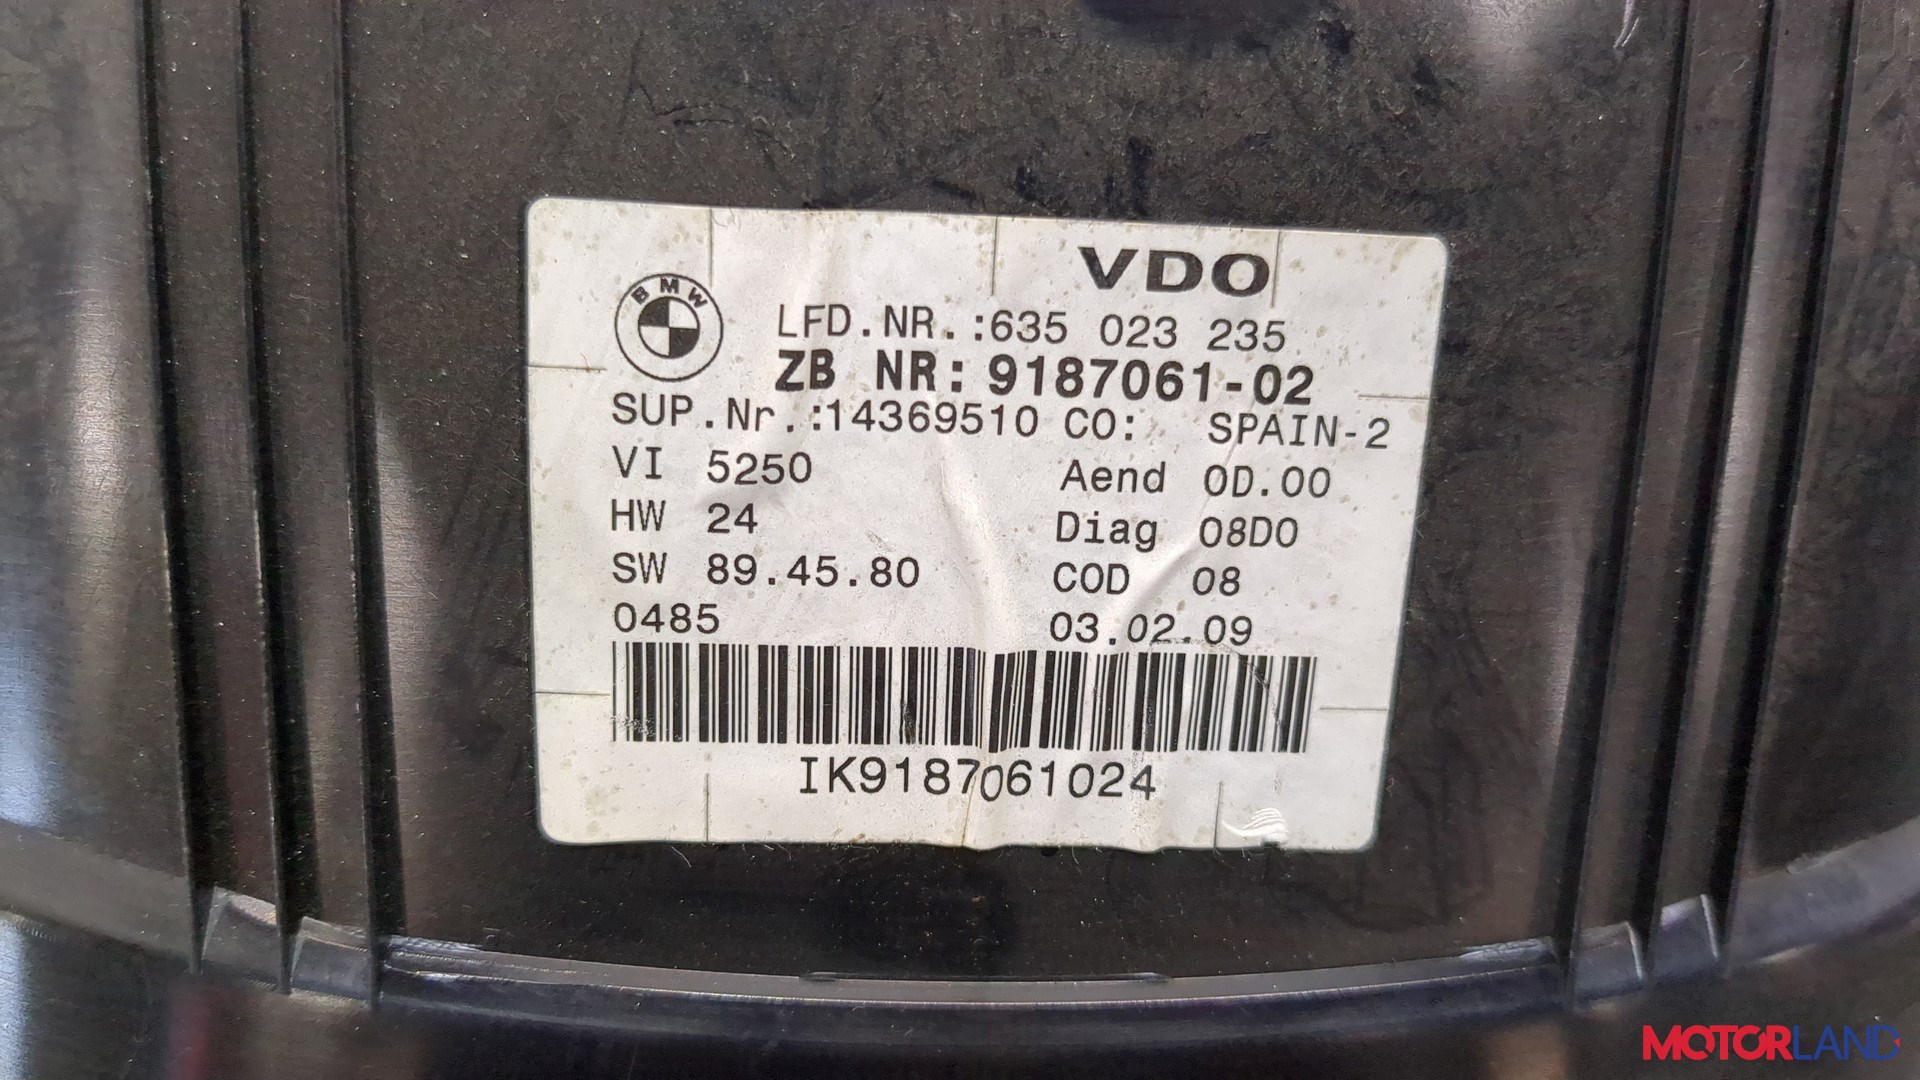 VDO
BMW
LFD.NR.:635 023 235
ZB NR: 9187061-02
SUP.Nr.:14369510 CO: SPAIN-2
VI 5250 Aend 0D.00
HW 24 Diag 08D0
SW 89.45.80 COD 08
0485 03.02.09
IK9187061024
MOTORLAND